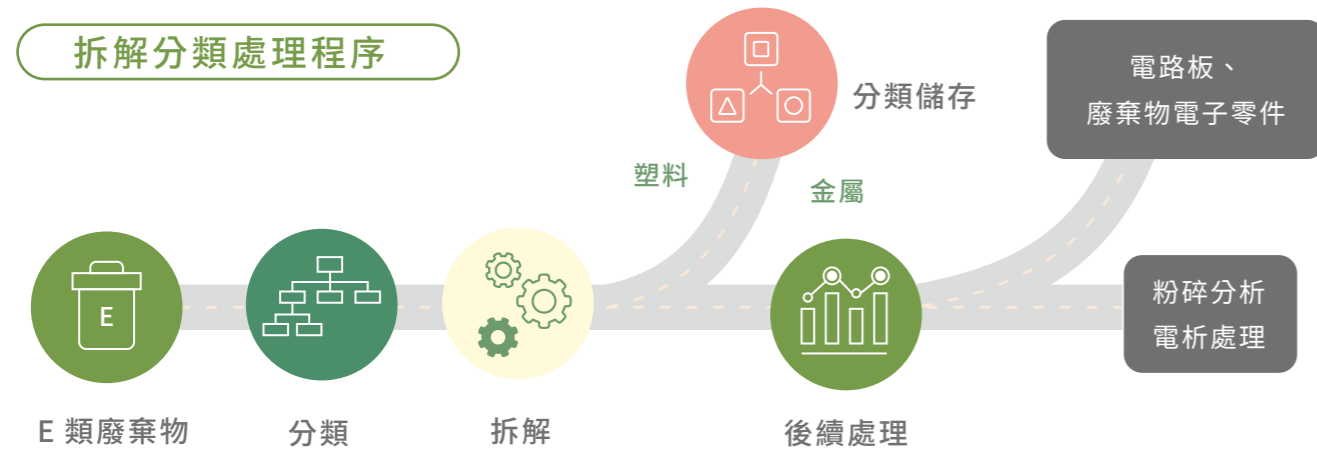 拆解分類處理程序
分類儲存
塑料
金屬
電路板、
廢棄物電子零件
E
粉碎分析
電析處理
E 類廢棄物
分類
拆解
後續處理